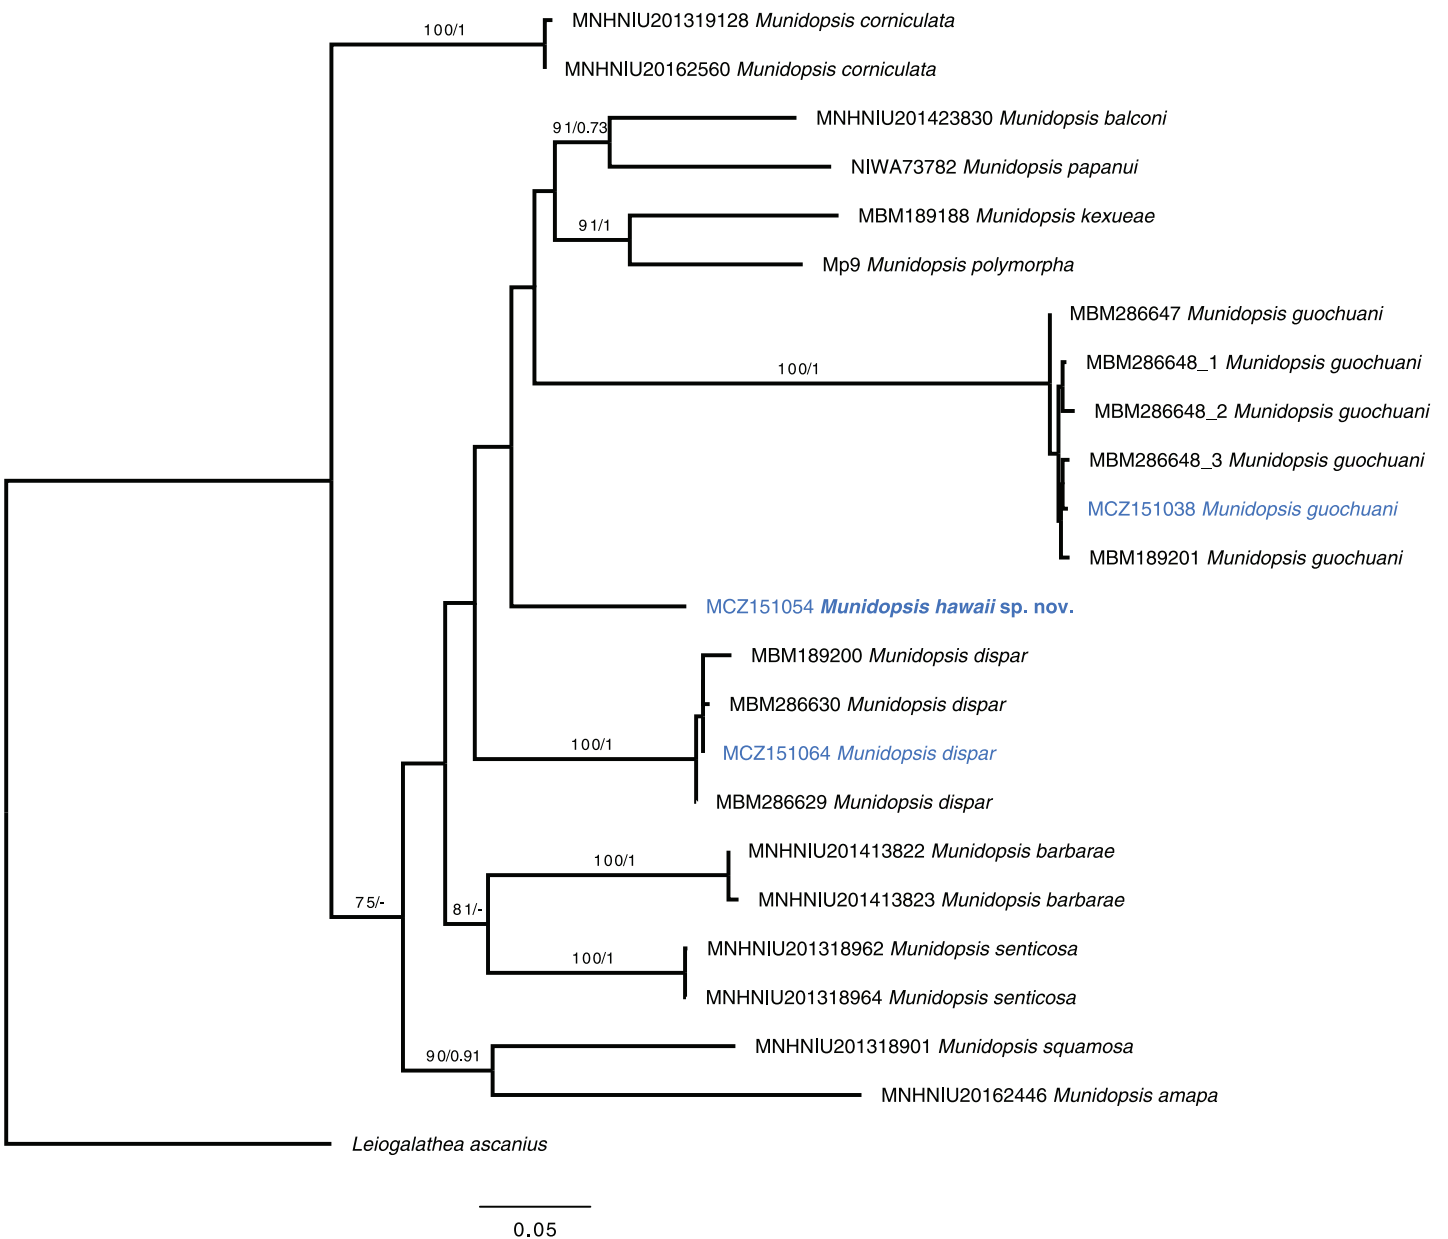 100/1
MNHNIU201319128 Munidopsis corniculata
MNHNIU20162560 Munidopsis corniculata
91/0.73
MNHNIU201423830 Munidopsis balconi
NIWA73782 Munidopsis papanui
91/1
MBM189188 Munidopsis kexueae
Mp9 Munidopsis polymorpha
100/1
MBM286647 Munidopsis guochuani
MBM286648_1 Munidopsis guochuani
MBM286648_2 Munidopsis guochuani
MBM286648_3 Munidopsis guochuani
MCZ151038 Munidopsis guochuani
MBM189201 Munidopsis guochuani
MCZ151054 Munidopsis hawaii sp. nov.
100/1
MBM189200 Munidopsis dispar
MBM286630 Munidopsis dispar
MCZ151064 Munidopsis dispar
MBM286629 Munidopsis dispar
75/-
81/-
100/1
MNHNIU201413822 Munidopsis barbarae
MNHNIU201413823 Munidopsis barbarae
100/1
MNHNIU201318962 Munidopsis senticosa
MNHNIU201318964 Munidopsis senticosa
90/0.91
MNHNIU201318901 Munidopsis squamosa
MNHNIU20162446 Munidopsis amapa
Leiogalathea ascanius
0.05